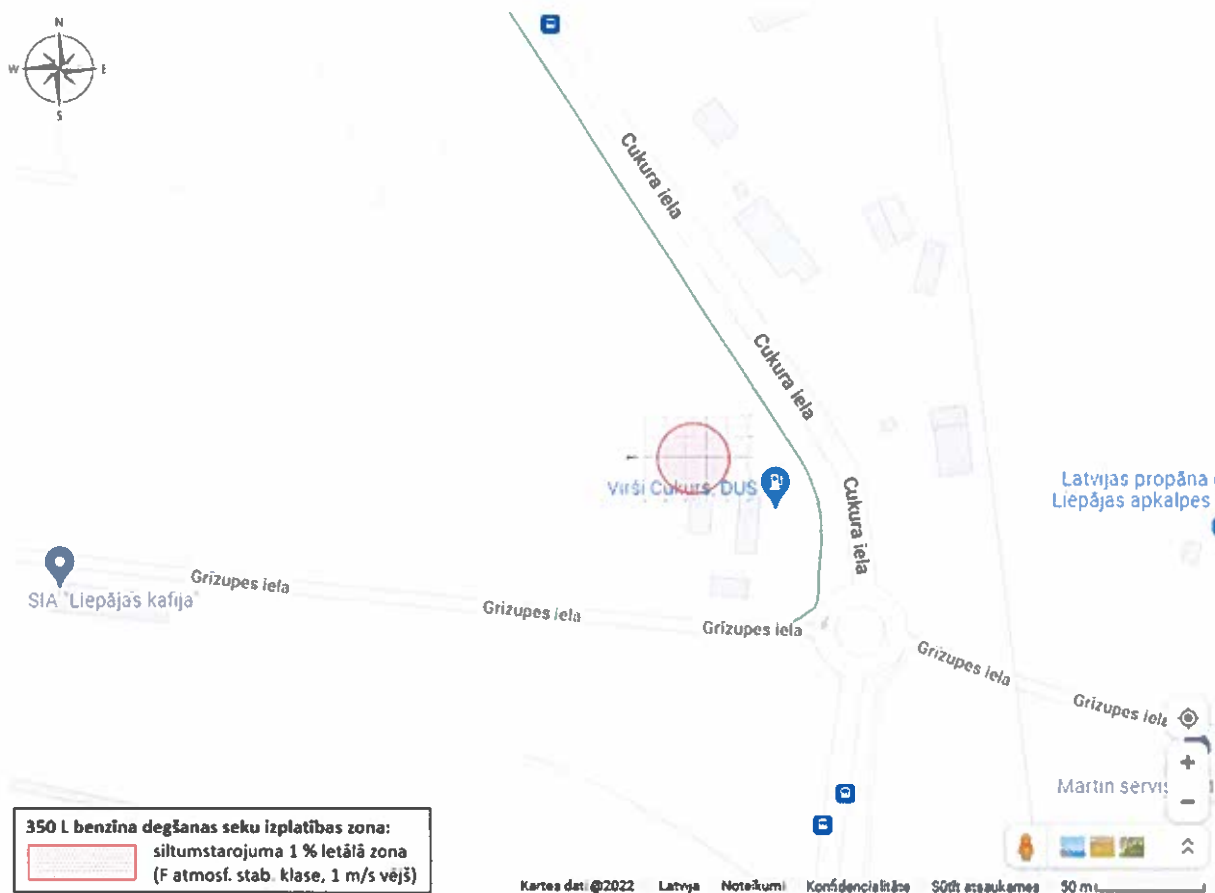 N
W
E
S
Cukura iela
Cukura iela
Cukura iela
Virši Cukurs, DUS
Latvijas propāna
Liepājas apkalpes
SIA "Liepājas kafija"
Grīzupes iela
Grīzupes iela
Grīzupes iela
Grīzupes iela
Grīzupes iela
Martin servis
350 L benzīna degšanas seku izplatības zona:
siltumstarojuma 1 % letālā zona
(F atmosf. stab. klase, 1 m/s vējš)
Kartes dati @2022 Latvija Noteikumi Konfidencialitāte Sūtīt atsauksmes 50 m